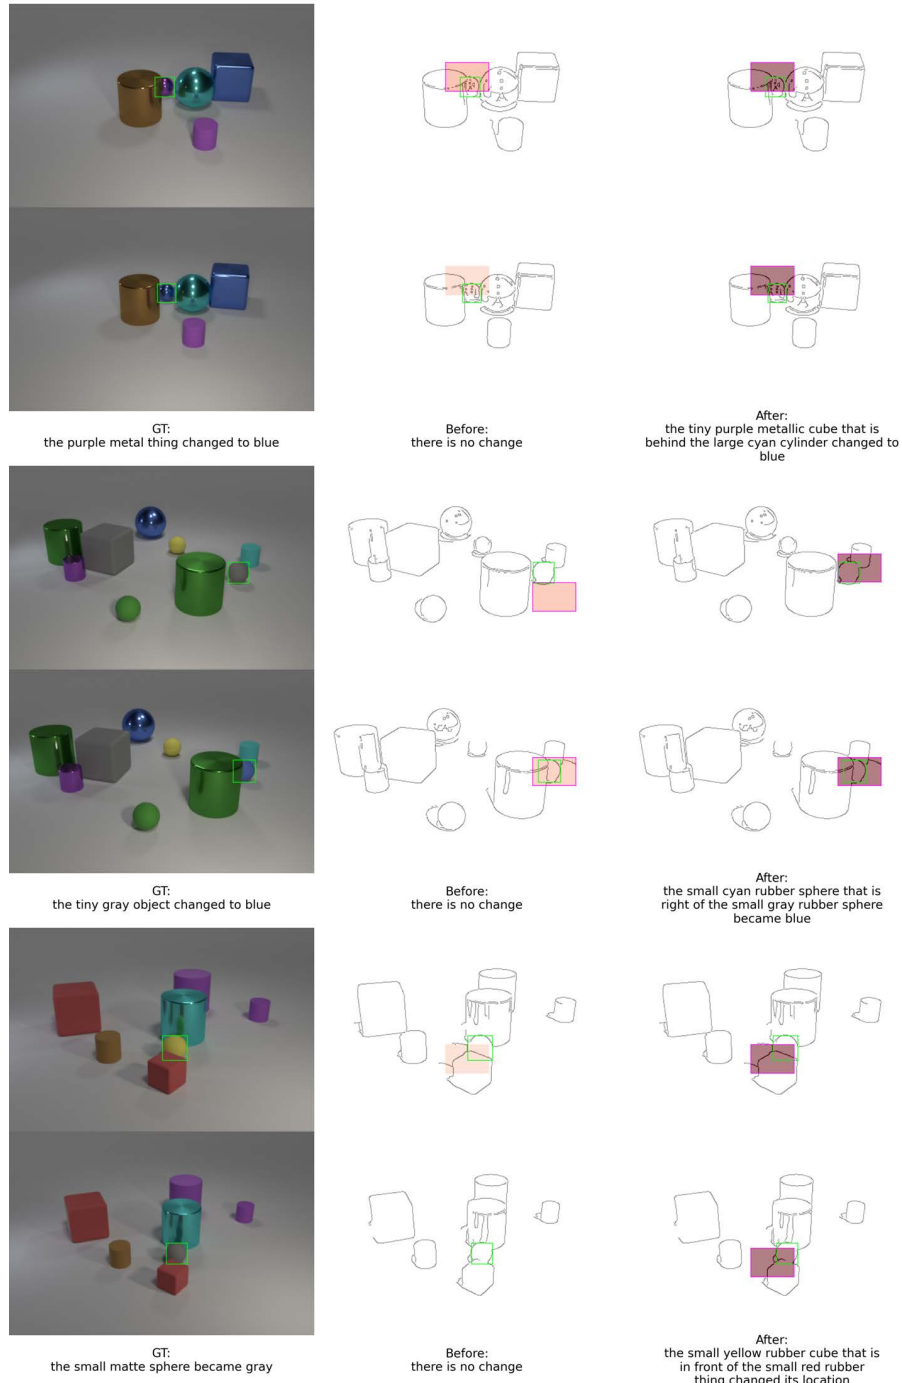 GT:
the purple metal thing changed to blue
Before:
there is no change
After:
the tiny purple metallic cube that is
behind the large cyan cylinder changed to
blue
GT:
the tiny gray object changed to blue
Before:
there is no change
After:
the small cyan rubber sphere that is
right of the small gray rubber sphere
became blue
GT:
the small matte sphere became gray
Before:
there is no change
After:
the small yellow rubber cube that is
in front of the small red rubber
thing changed its location